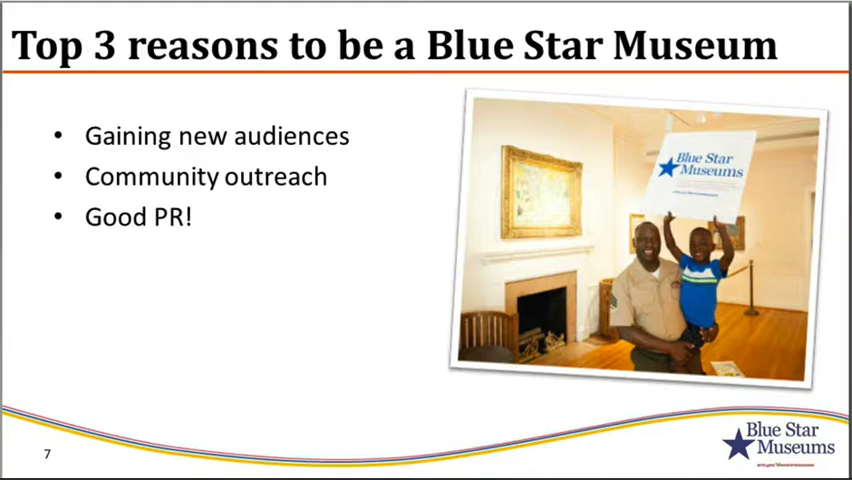 Top 3 reasons to be a Blue Star Museum
• Gaining new audiences
• Community outreach
• Good PR!
Blue Star
Museums
7
Blue Star
Museums